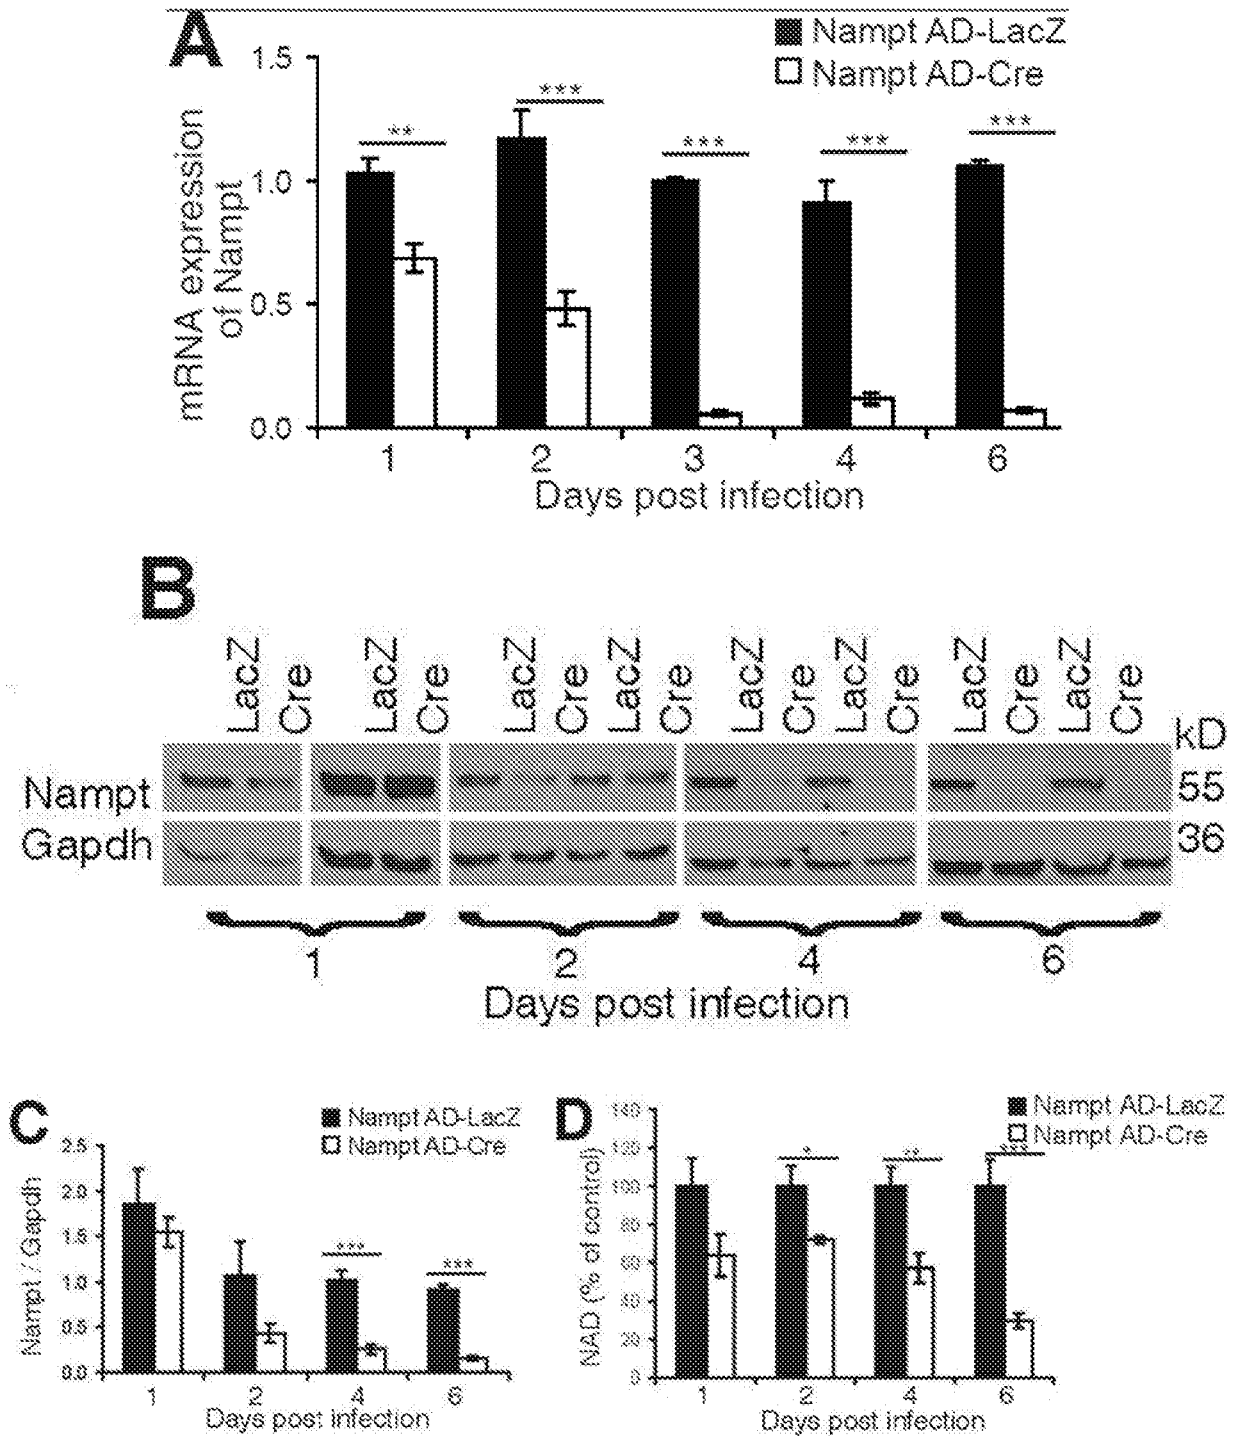 A
Nampt AD-LacZ
Nampt AD-Cre
mRNA expression
of Nampt
1.5
1.0
0.5
0.0
**
***
***
***
***
1 2 3 4 6
Days post infection
B
LacZ Cre LacZ Cre LacZ Cre LacZ Cre LacZ Cre LacZ Cre LacZ Cre LacZ Cre
kD
Nampt 55
Gapdh 36
1 2 4 6
Days post infection
C
Nampt AD-LacZ
Nampt AD-Cre
Nampt / Gapdh
2.5
2.0
1.5
1.0
0.5
0.0
***
***
1 2 4 6
Days post infection
D
Nampt AD-LacZ
Nampt AD-Cre
NAD (% of control)
140
120
100
80
60
40
20
0
*
**
***
1 2 4 6
Days post infection